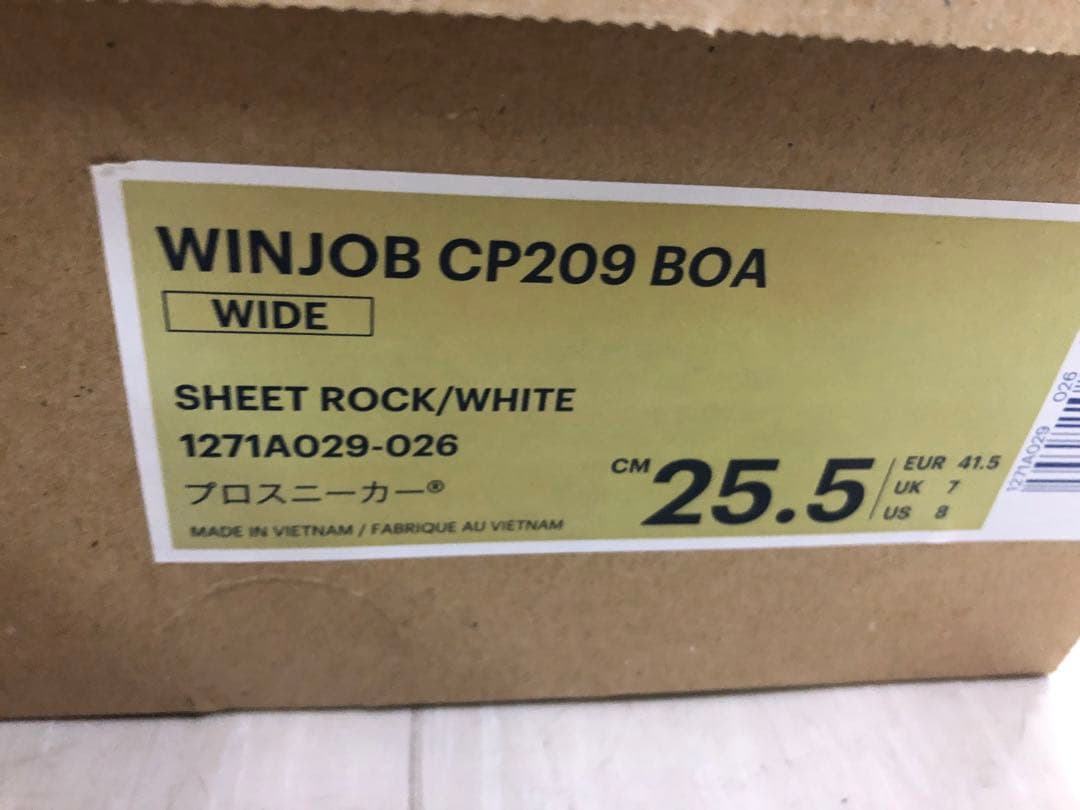 WINJOB CP209 BOA
WIDE
SHEET ROCK/WHITE
1271A029-026
プロスニーカー®
MADE IN VIETNAM / FABRIQUE AU VIETNAM
CM 25.5
EUR 41.5
UK 7
US 8
1271A029 026